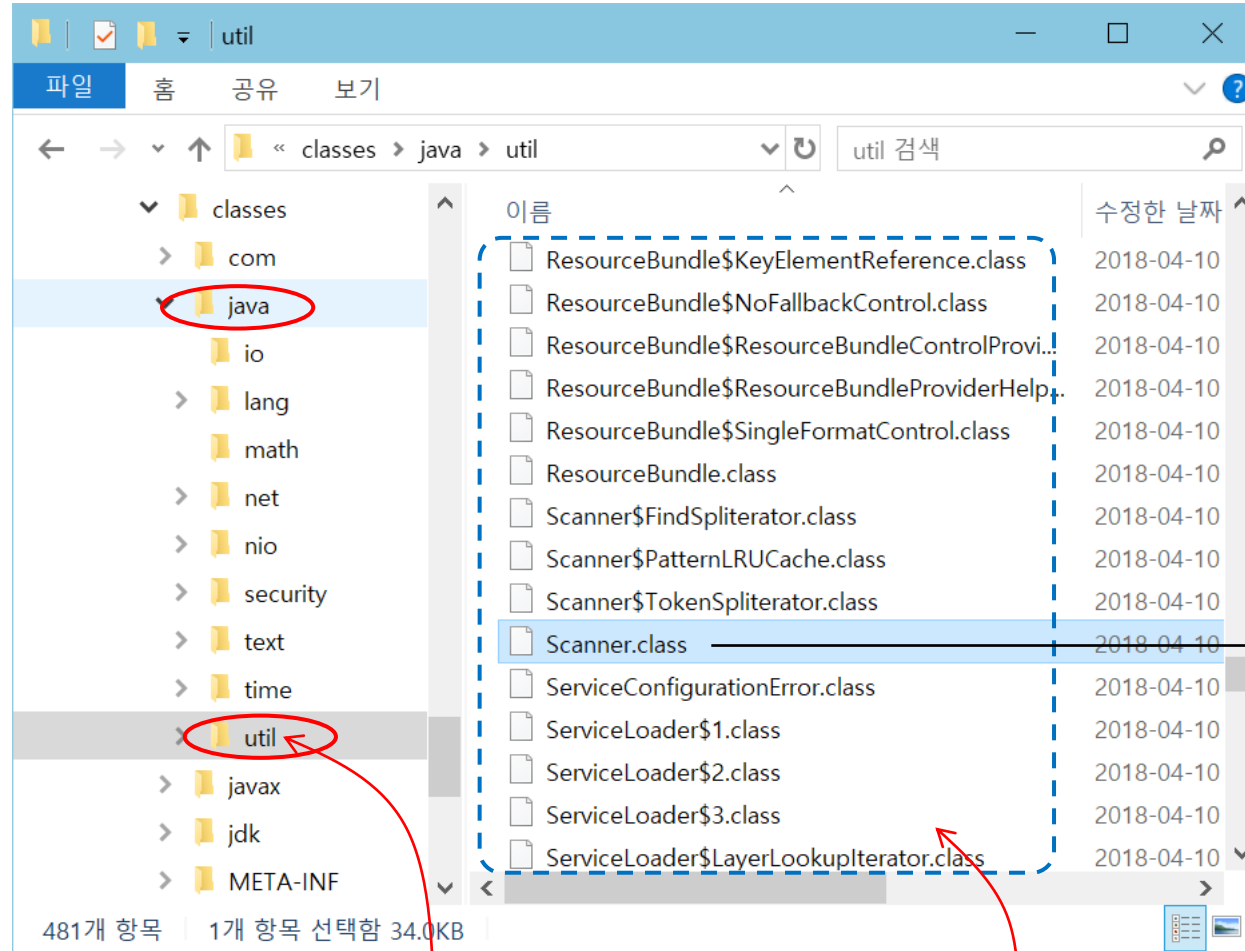 util
파일 홈 공유 보기
« classes > java > util
util 검색
classes
com
java
io
lang
math
net
nio
security
text
time
util
javax
jdk
META-INF
이름 수정한 날짜
ResourceBundle$KeyElementReference.class 2018-04-10
ResourceBundle$NoFallbackControl.class 2018-04-10
ResourceBundle$ResourceBundleControlProvi... 2018-04-10
ResourceBundle$ResourceBundleProviderHelp... 2018-04-10
ResourceBundle$SingleFormatControl.class 2018-04-10
ResourceBundle.class 2018-04-10
Scanner$FindSpliterator.class 2018-04-10
Scanner$PatternLRUCache.class 2018-04-10
Scanner$TokenSpliterator.class 2018-04-10
Scanner.class 2018-04-10
ServiceConfigurationError.class 2018-04-10
ServiceLoader$1.class 2018-04-10
ServiceLoader$2.class 2018-04-10
ServiceLoader$3.class 2018-04-10
ServiceLoader$LayerLookupIterator.class 2018-04-10
481개 항목 1개 항목 선택함 34.0KB